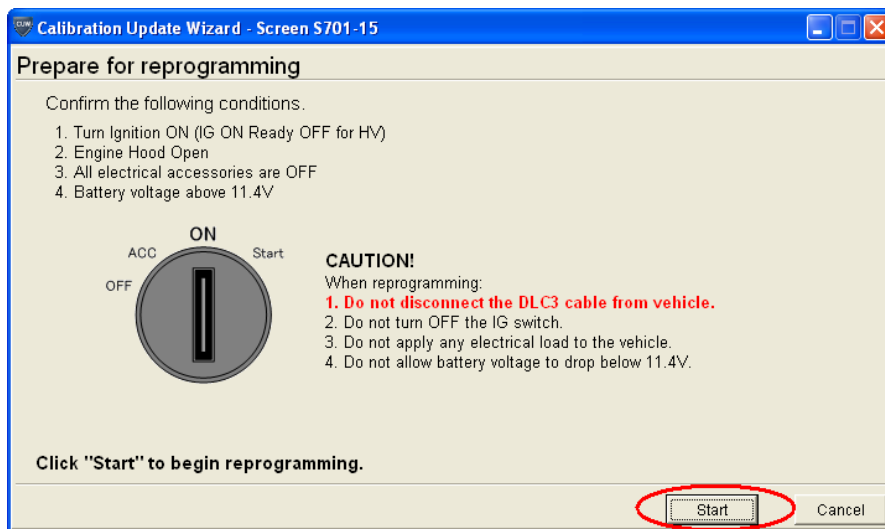 CUW Calibration Update Wizard - Screen S701-15
Prepare for reprogramming
Confirm the following conditions.
1. Turn Ignition ON (IG ON Ready OFF for HV)
2. Engine Hood Open
3. All electrical accessories are OFF
4. Battery voltage above 11.4V
ON
ACC
Start
OFF
CAUTION!
When reprogramming:
1. Do not disconnect the DLC3 cable from vehicle.
2. Do not turn OFF the IG switch.
3. Do not apply any electrical load to the vehicle.
4. Do not allow battery voltage to drop below 11.4V.
Click "Start" to begin reprogramming.
Start
Cancel